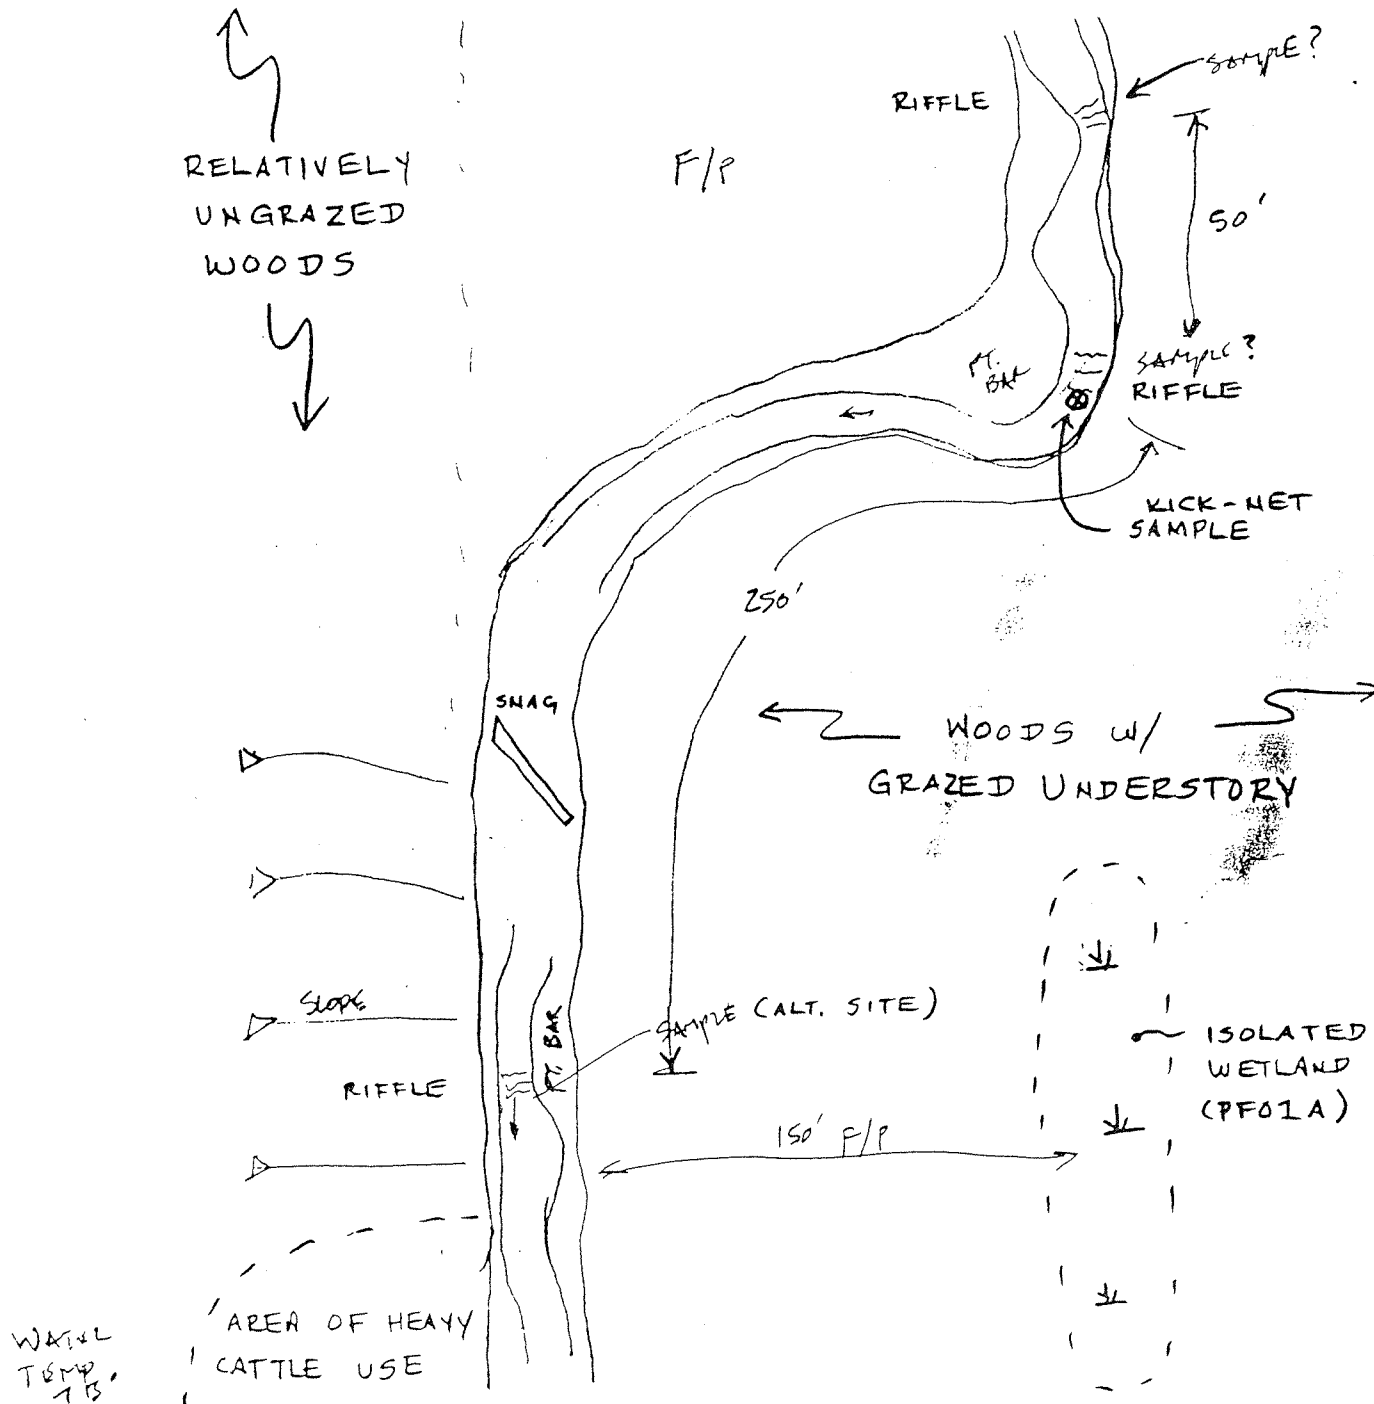 SAMPLE?
RIFFLE
50'
RELATIVELY
UNGRAZED
WOODS
F/P
PT.
BAR
SAMPLE?
RIFFLE
KICK-NET
SAMPLE
250'
SNAG
WOODS W/
GRAZED UNDERSTORY
SLOPE
SAMPLE (ALT. SITE)
PT. BAR
RIFFLE
ISOLATED
WETLAND
(PF01A)
150' F/P
AREA OF HEAVY
CATTLE USE
WATER
TEMP.